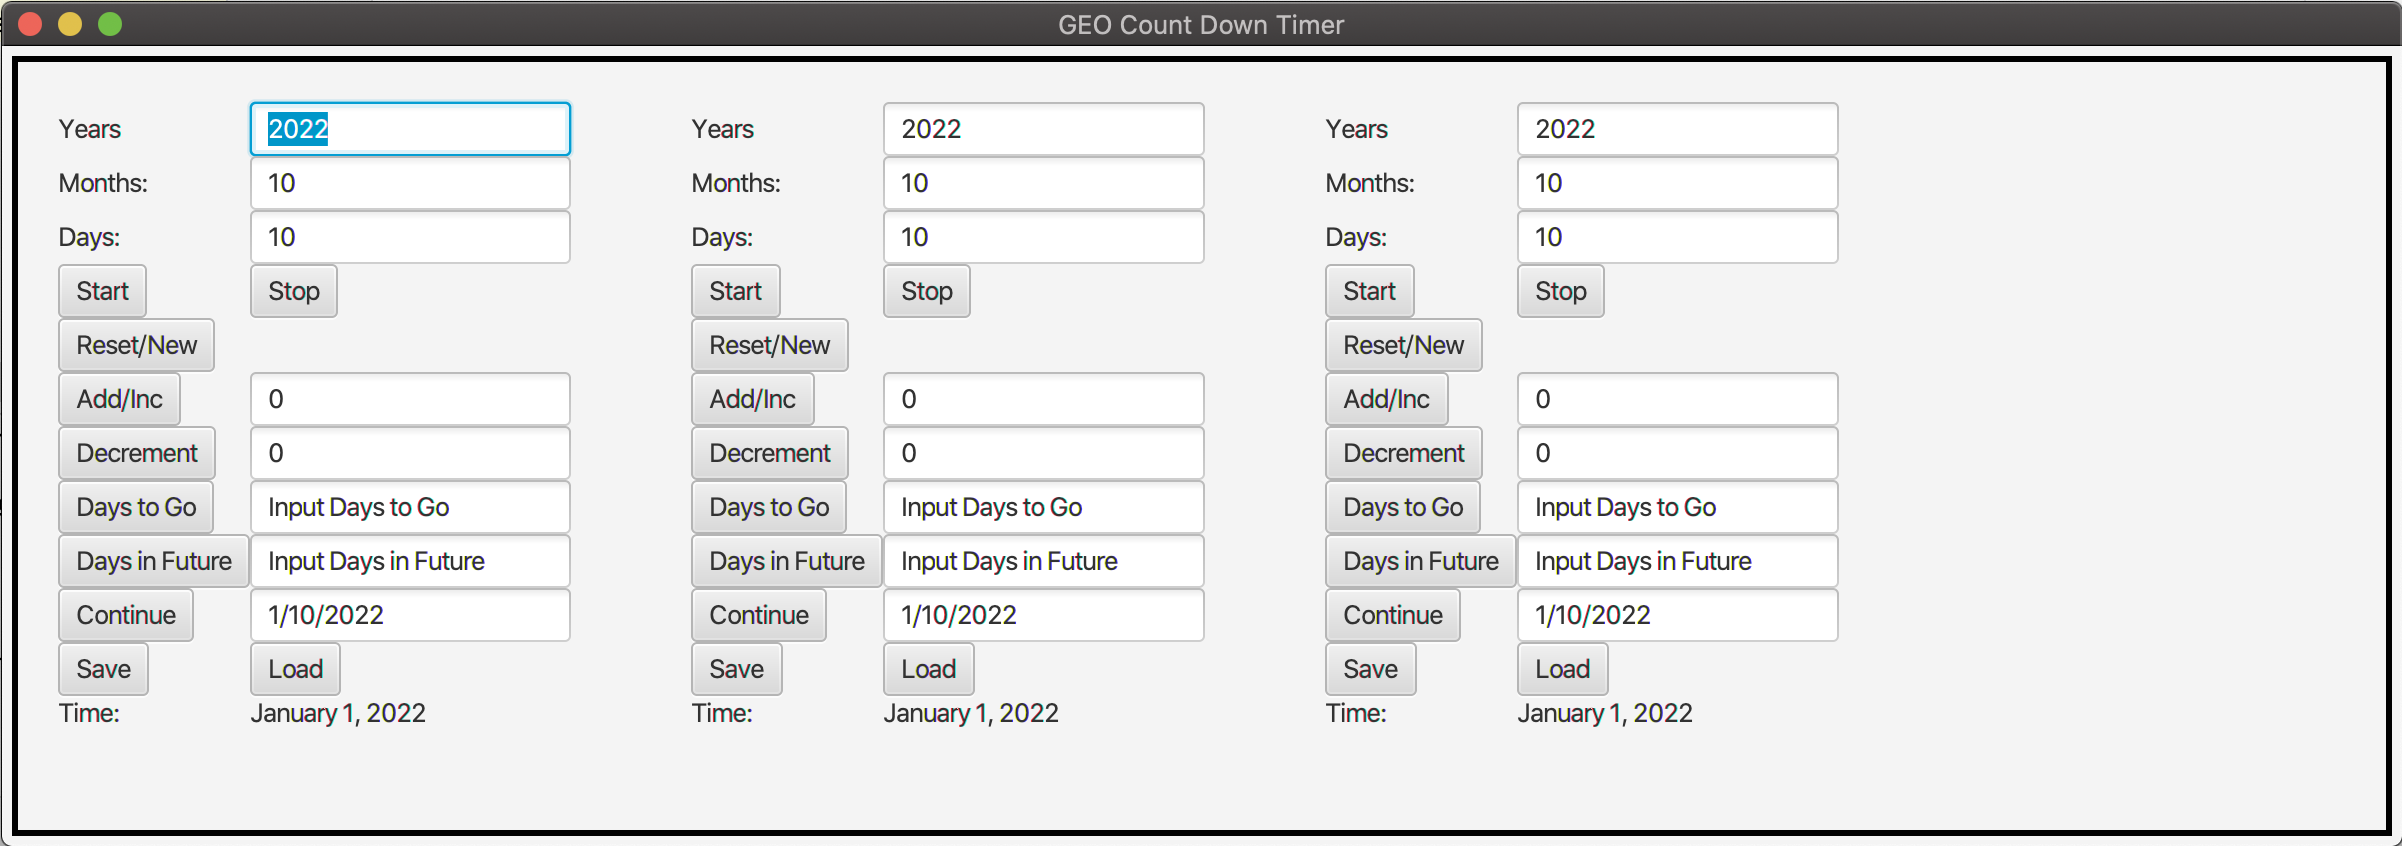 GEO Count Down Timer
Years 2022 Years 2022 Years 2022
Months: 10 Months: 10 Months: 10
Days: 10 Days: 10 Days: 10
Start Stop Start Stop Start Stop
Reset/New Reset/New Reset/New
Add/Inc 0 Add/Inc 0 Add/Inc 0
Decrement 0 Decrement 0 Decrement 0
Days to Go Input Days to Go Days to Go Input Days to Go Days to Go Input Days to Go
Days in Future Input Days in Future Days in Future Input Days in Future Days in Future Input Days in Future
Continue 1/10/2022 Continue 1/10/2022 Continue 1/10/2022
Save Load Save Load Save Load
Time: January 1, 2022 Time: January 1, 2022 Time: January 1, 2022